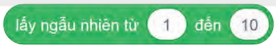 lấy ngẫu nhiên từ 1 đến 10